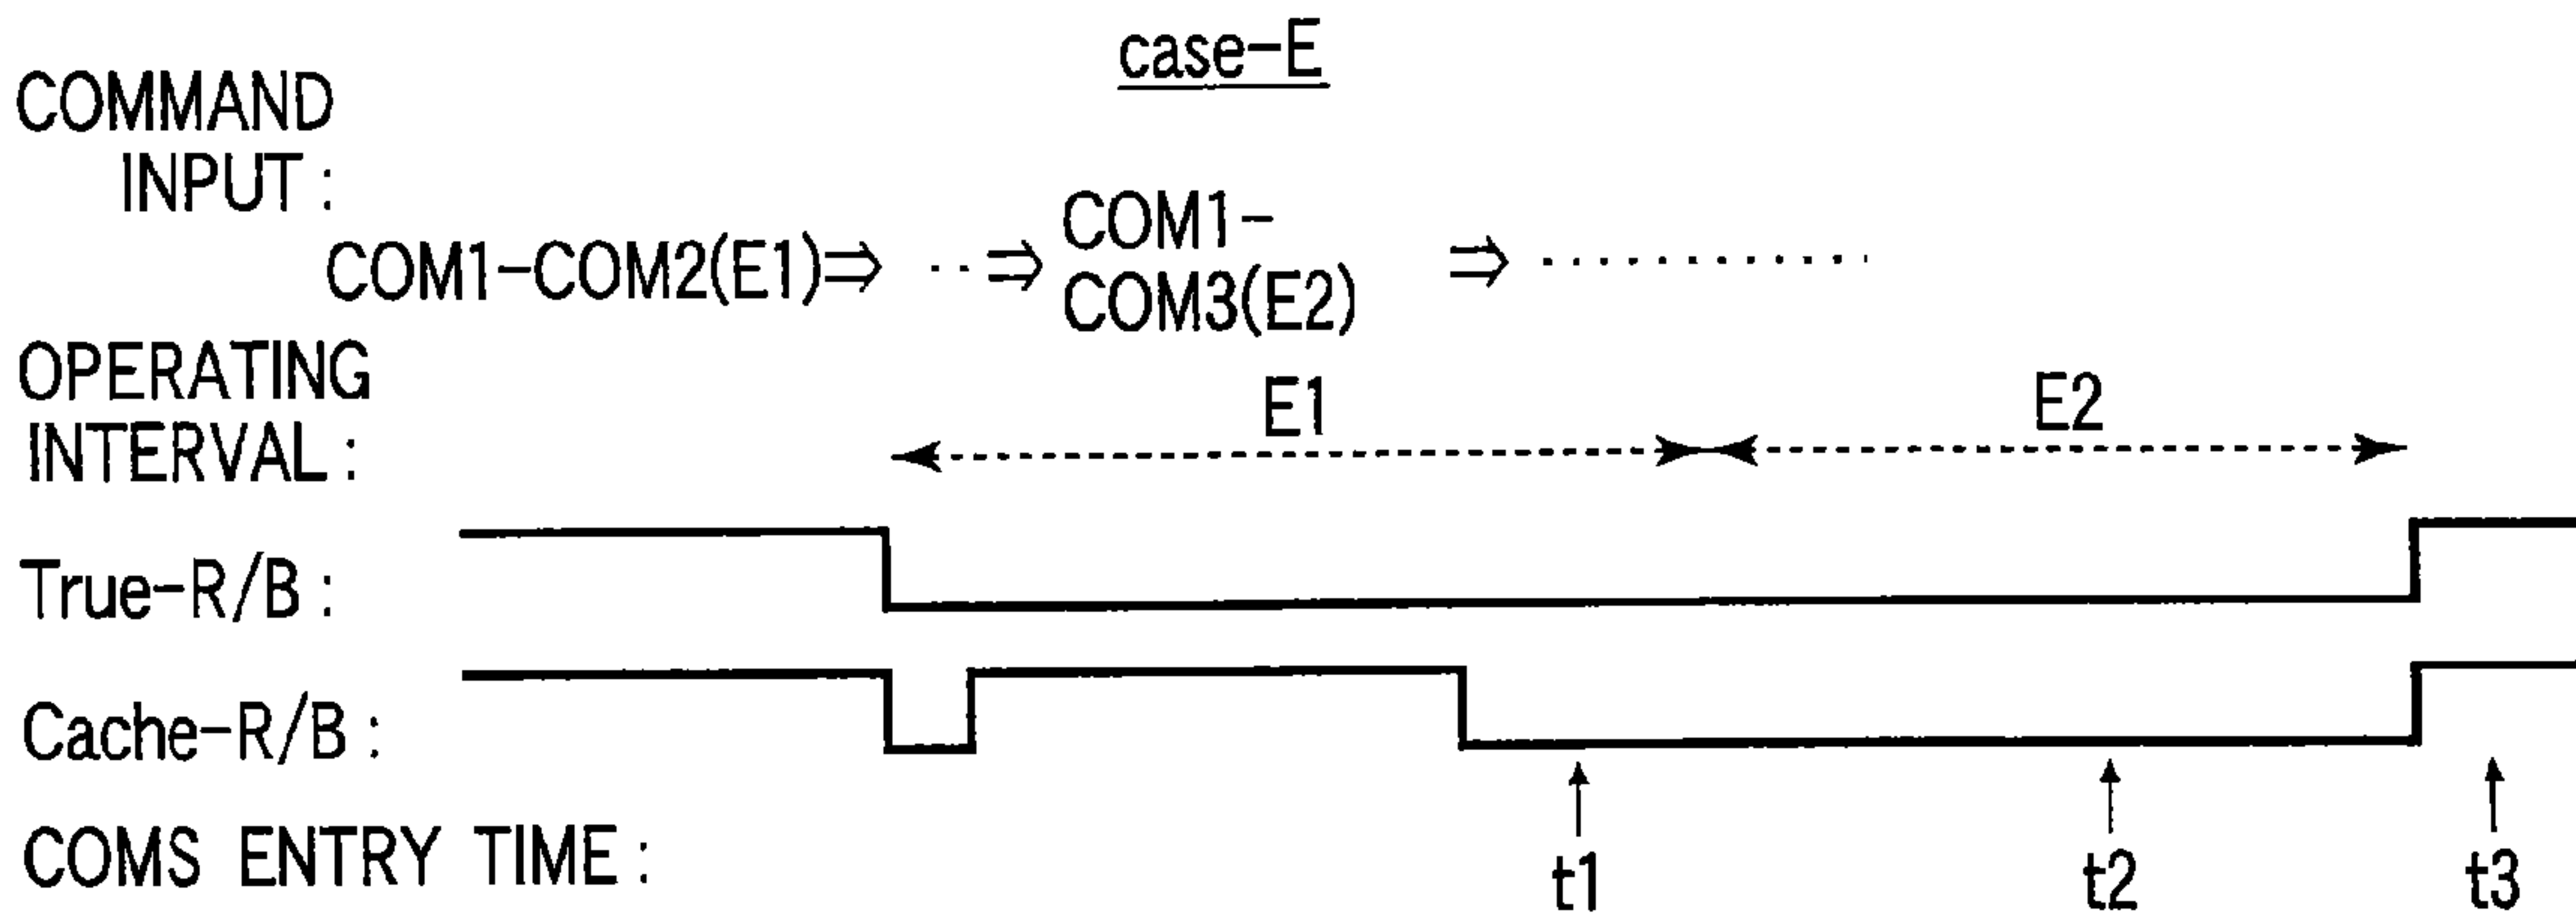 case-E
COMMAND
INPUT :
COM1-COM2(E1)⇒ ‥⇒ COM1-
COM3(E2) ⇒ ············
OPERATING
INTERVAL :
E1 E2
True-R/B :
Cache-R/B :
COMS ENTRY TIME :
t1 t2 t3